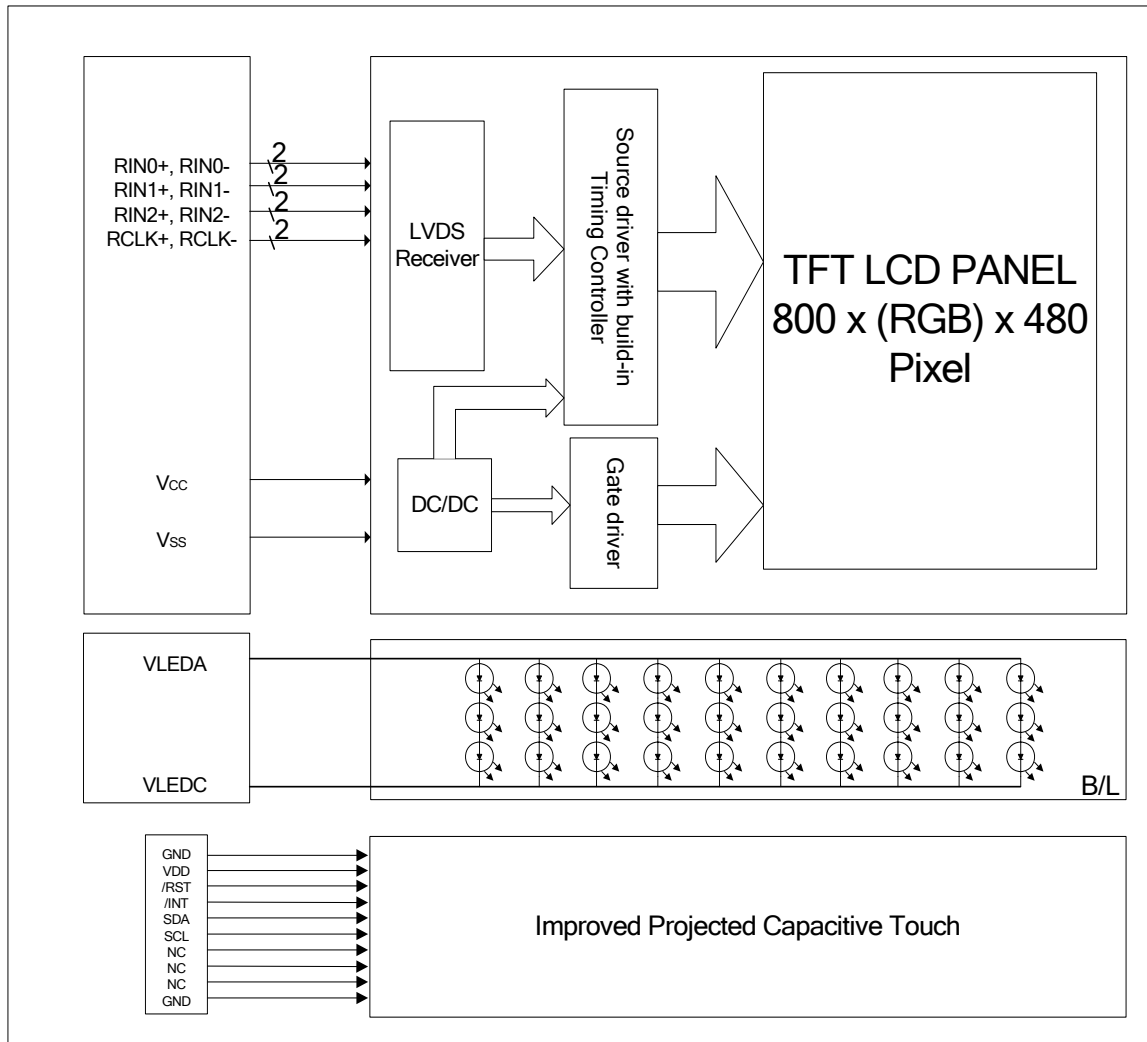 RIN0+, RIN0-
RIN1+, RIN1-
RIN2+, RIN2-
RCLK+, RCLK-
2
2
2
2
VCC
VSS
LVDS
Receiver
Source driver with build-in
Timing Controller
DC/DC
Gate driver
TFT LCD PANEL
800 x (RGB) x 480
Pixel
VLEDA
VLEDC
B/L
GND
VDD
/RST
/INT
SDA
SCL
NC
NC
NC
GND
Improved Projected Capacitive Touch